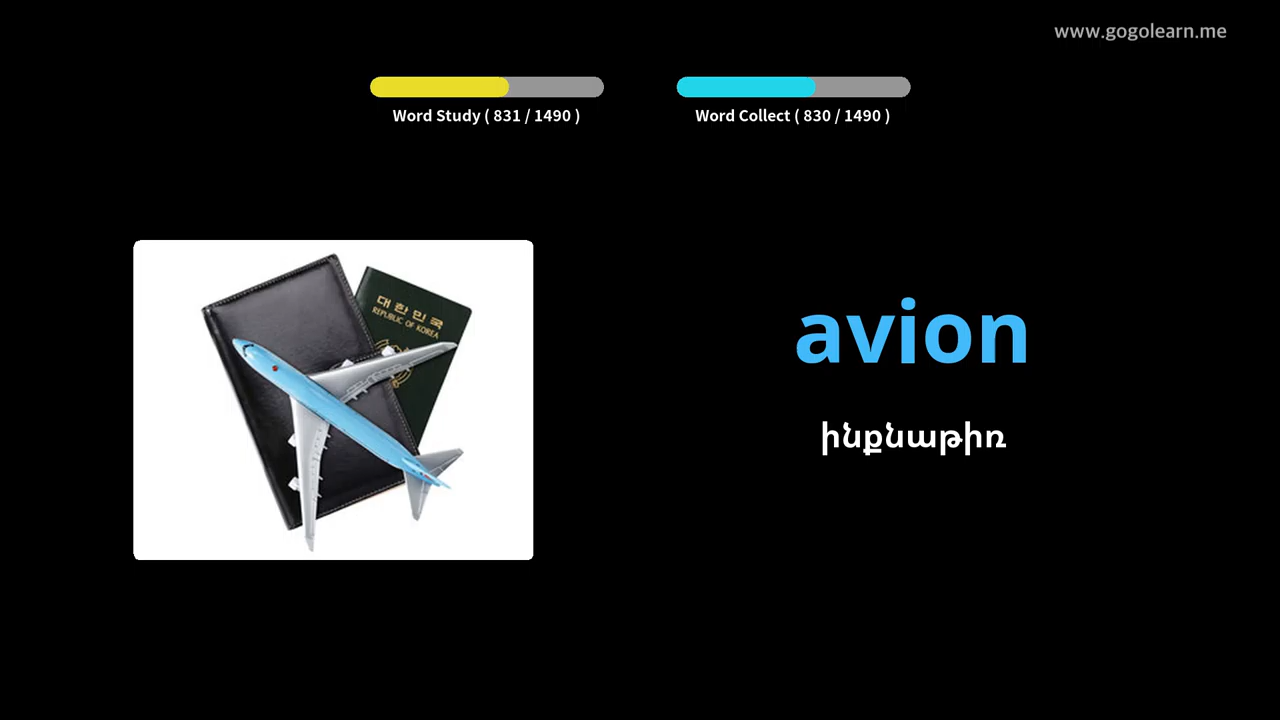 www.gogolearn.me
Word Study ( 831 / 1490 )
Word Collect ( 830 / 1490 )
대한민국
REPUBLIC OF KOREA
avion
ինքնաթիռ